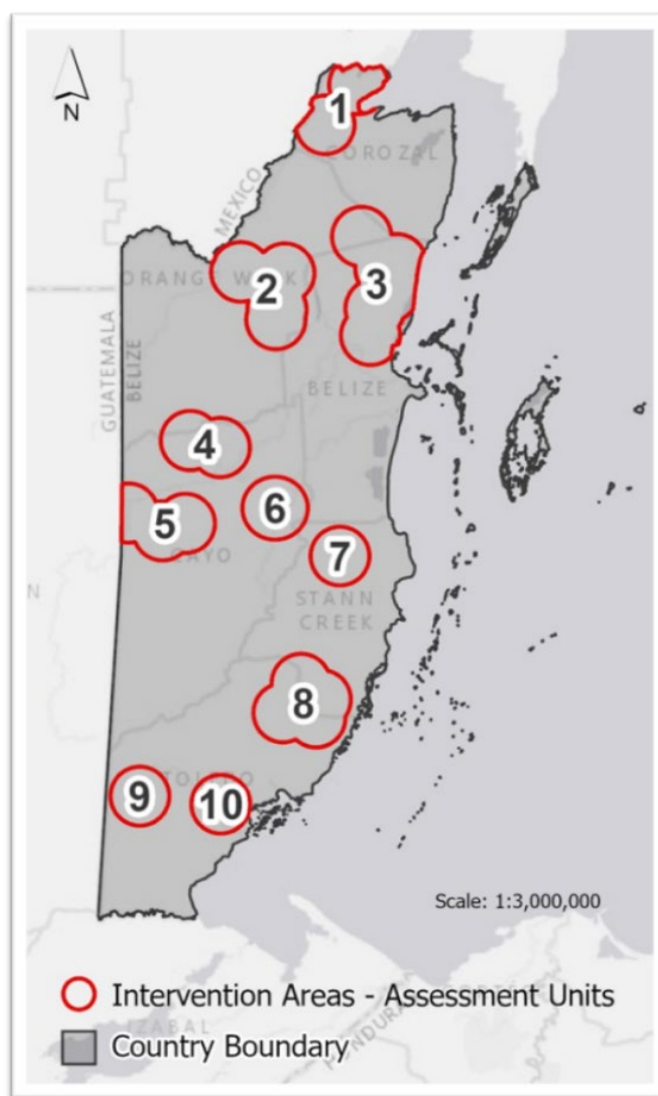 N
1
COROZAL
MEXICO
ORANGE WALK
2
3
GUATEMALA
BELIZE
BELIZE
4
5
6
CAYO
7
STANN
CREEK
8
TOLEDO
9
10
Scale: 1:3,000,000
Intervention Areas - Assessment Units
Country Boundary
IZABAL